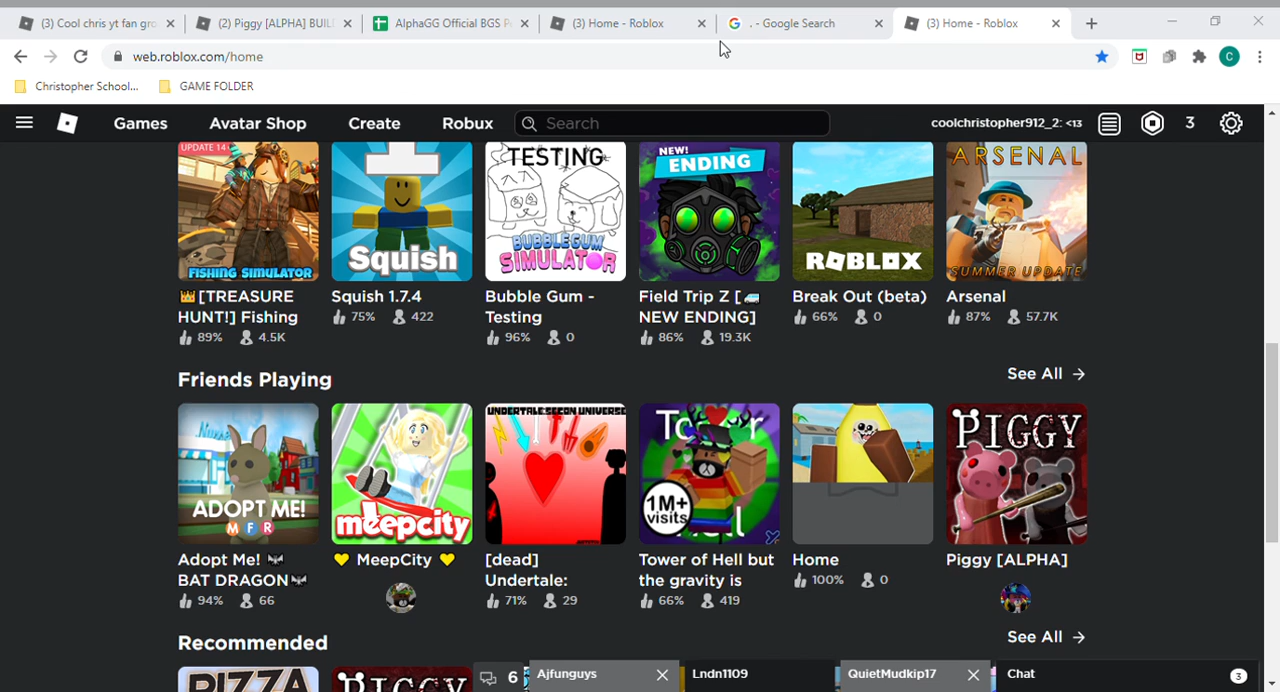 (3) Cool chris yt fan gro
(2) Piggy [ALPHA] BUIL
AlphaGG Official BGS P
(3) Home - Roblox
. - Google Search
(3) Home - Roblox
web.roblox.com/home
C
Christopher School...
GAME FOLDER
Games
Avatar Shop
Create
Robux
Search
coolchristopher912_2: <13
3
UPDATE 14
FISHING SIMULATOR
Squish
TESTING
BUBBLEGUM
SIMULATOR
NEW!
ENDING
ROBLOX
ARSENAL
SUMMER UPDATE
[TREASURE
HUNT!] Fishing
89% 4.5K
Squish 1.7.4
75% 422
Bubble Gum -
Testing
96% 0
Field Trip Z [
NEW ENDING]
86% 19.3K
Break Out (beta)
66% 0
Arsenal
87% 57.7K
Friends Playing
See All
ADOPT ME!
M F R
meepcity
UNDERTALE:SECON UNIVERSE
1M+
visits
PIGGY
Adopt Me!
BAT DRAGON
94% 66
MeepCity
[dead]
Undertale:
71% 29
Tower of Hell but
the gravity is
66% 419
Home
100% 0
Piggy [ALPHA]
Recommended
See All
PIZZA
PIGGY
6
Ajfunguys
Lndn1109
QuietMudkip17
Chat
3